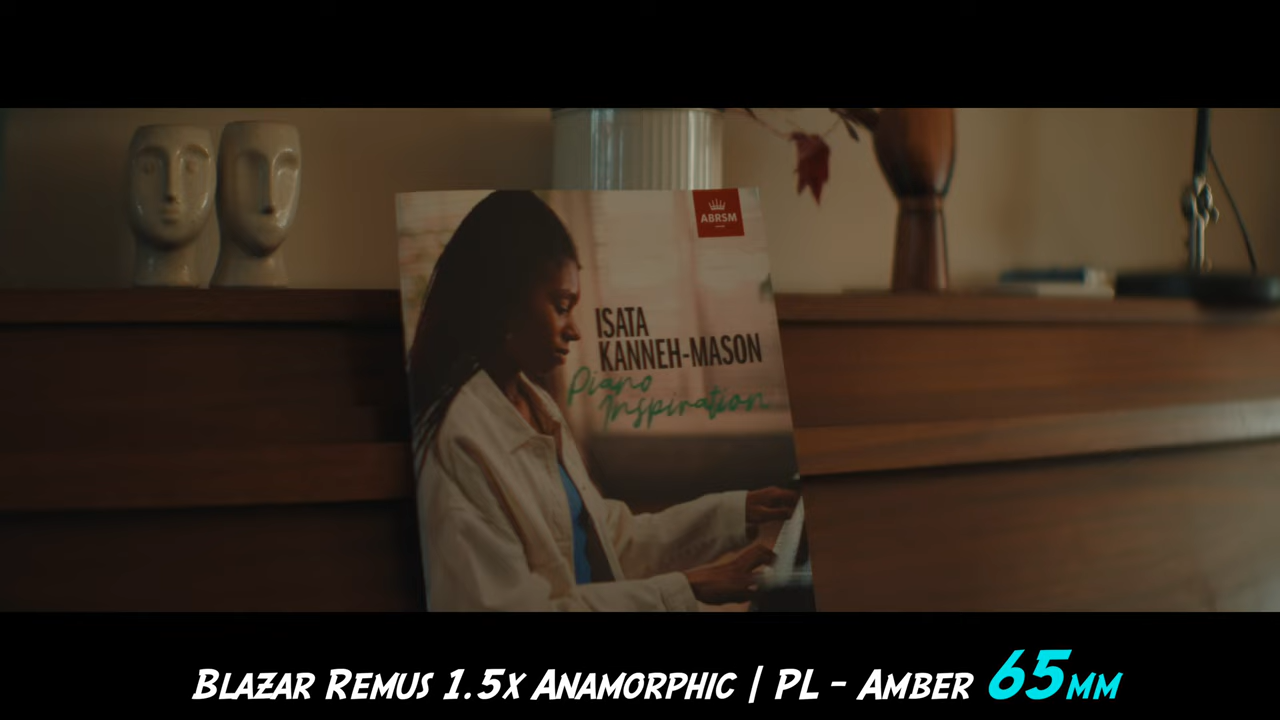 ABRSM
ISATA
KANNEH-MASON
Piano
Inspiration
BLAZAR REMUS 1.5X ANAMORPHIC | PL - AMBER 65MM